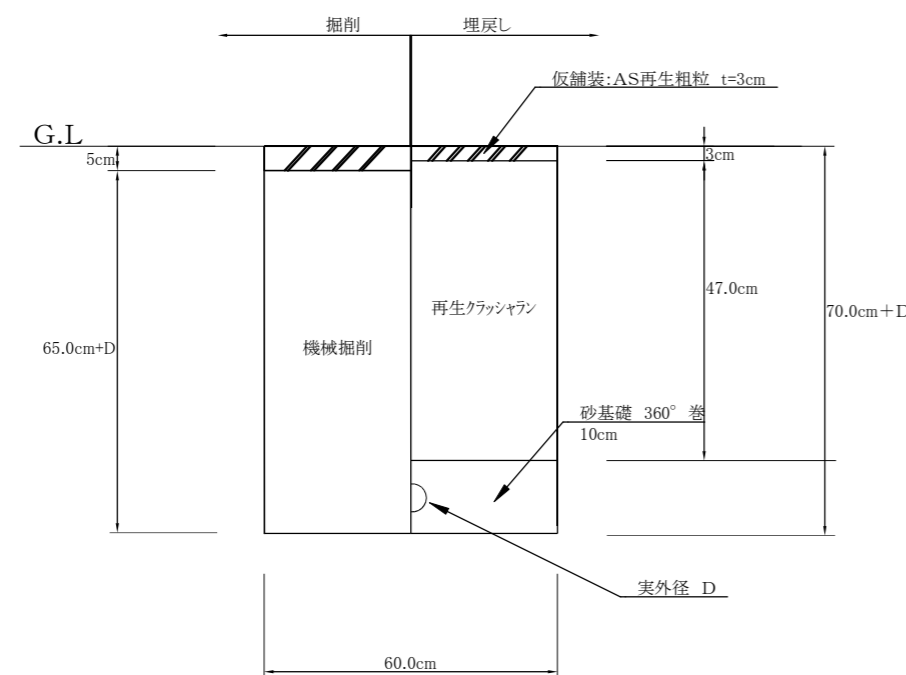 掘削
埋戻し
仮舗装:AS再生粗粒 t=3cm
G.L
5cm
3cm
再生クラッシャラン
47.0cm
70.0cm+D
65.0cm+D
機械掘削
砂基礎 360° 巻
10cm
実外径 D
60.0cm